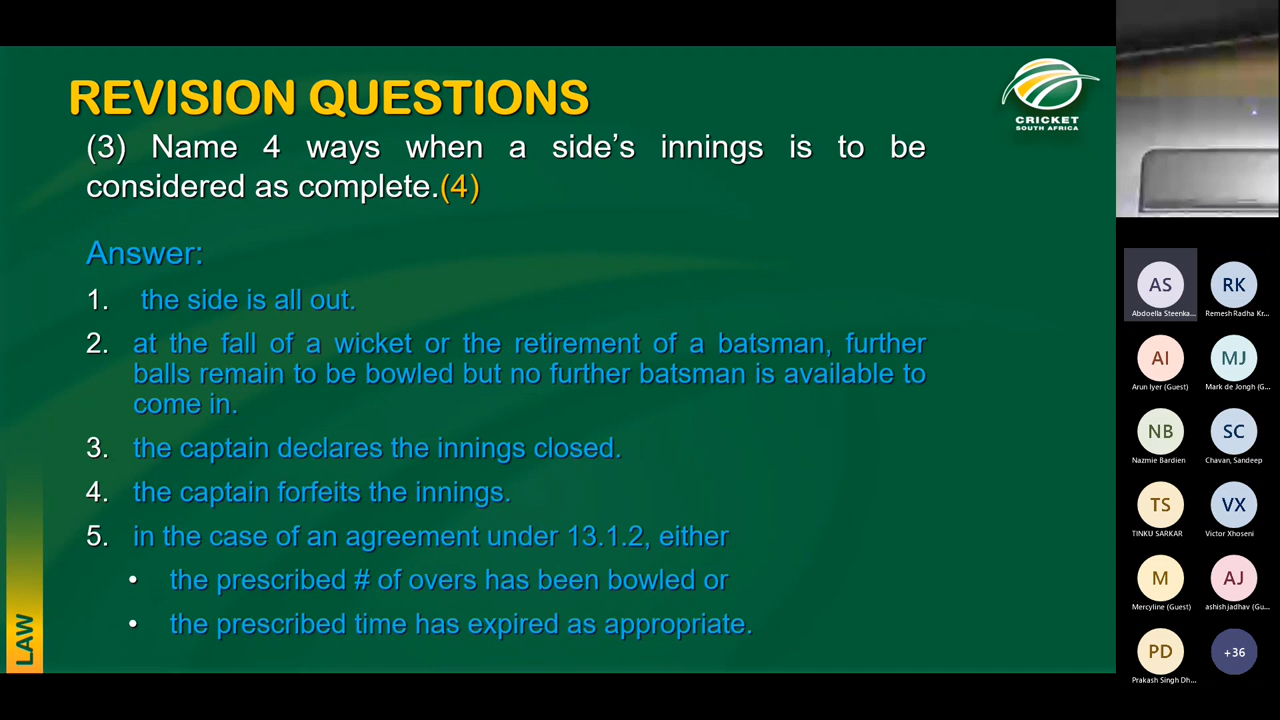 REVISION QUESTIONS
(3) Name 4 ways when a side’s innings is to be
considered as complete.(4)
Answer:
1. the side is all out.
2. at the fall of a wicket or the retirement of a batsman, further
balls remain to be bowled but no further batsman is available to
come in.
3. the captain declares the innings closed.
4. the captain forfeits the innings.
5. in the case of an agreement under 13.1.2, either
• the prescribed # of overs has been bowled or
• the prescribed time has expired as appropriate.
LAW
CRICKET
SOUTH AFRICA
AS
Abdoella Steenka...
RK
Remesh Radha Kr...
AI
Arun Iyer (Guest)
MJ
Mark de Jongh (G...
NB
Nazmie Bardien
SC
Chavan, Sandeep
TS
TINKU SARKAR
VX
Victor Xhoseni
M
Mercyline (Guest)
AJ
ashish jadhav (Gu...
PD
Prakash Singh Dh...
+36